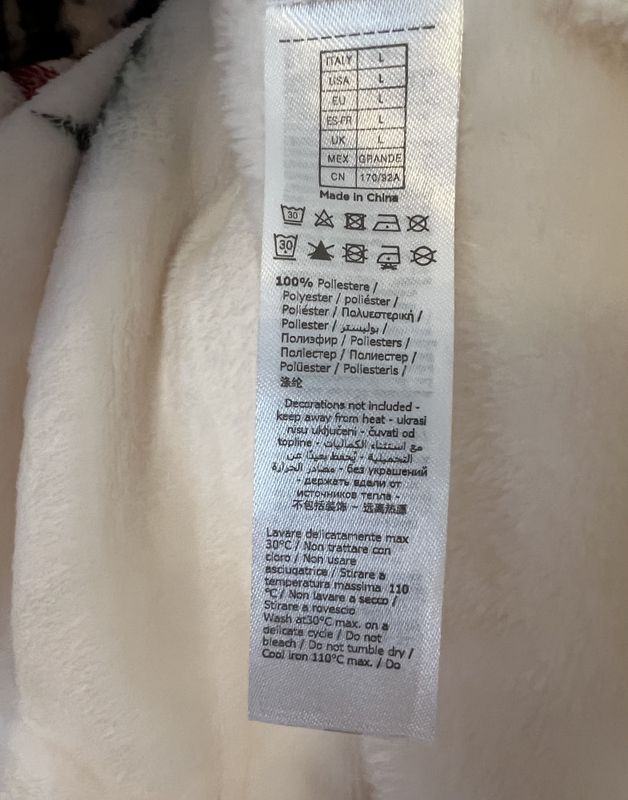 ITALY L
USA L
EU L
ES-FR L
UK L
MEX GRANDE
CN 170/92A
Made in China
30
30
100% Poliestere /
Polyester / poliéster /
Poliéster / Πολυεστερική /
Poliester / بوليستر /
Полиэфир / Poliesters /
Поліестер / Полиестер /
Polüester / Poliesteris /
涤纶
Decorations not included -
keep away from heat - ukrasi
nisu uključeni - čuvati od
topline - مع استثناء الكماليات
التجميلية - يُحفظ بعيدًا عن
مصادر الحرارة - без украшений
- держать вдали от
источников тепла -
不包括装饰 - 远离热源
Lavare delicatamente max
30°C / Non trattare con
cloro / Non usare
asciugatrice / Stirare a
temperatura massima 110
°C / Non lavare a secco /
Stirare a rovescio
Wash at30°C max. on a
delicate cycle / Do not
bleach / Do not tumble dry /
Cool iron 110°C max. / Do